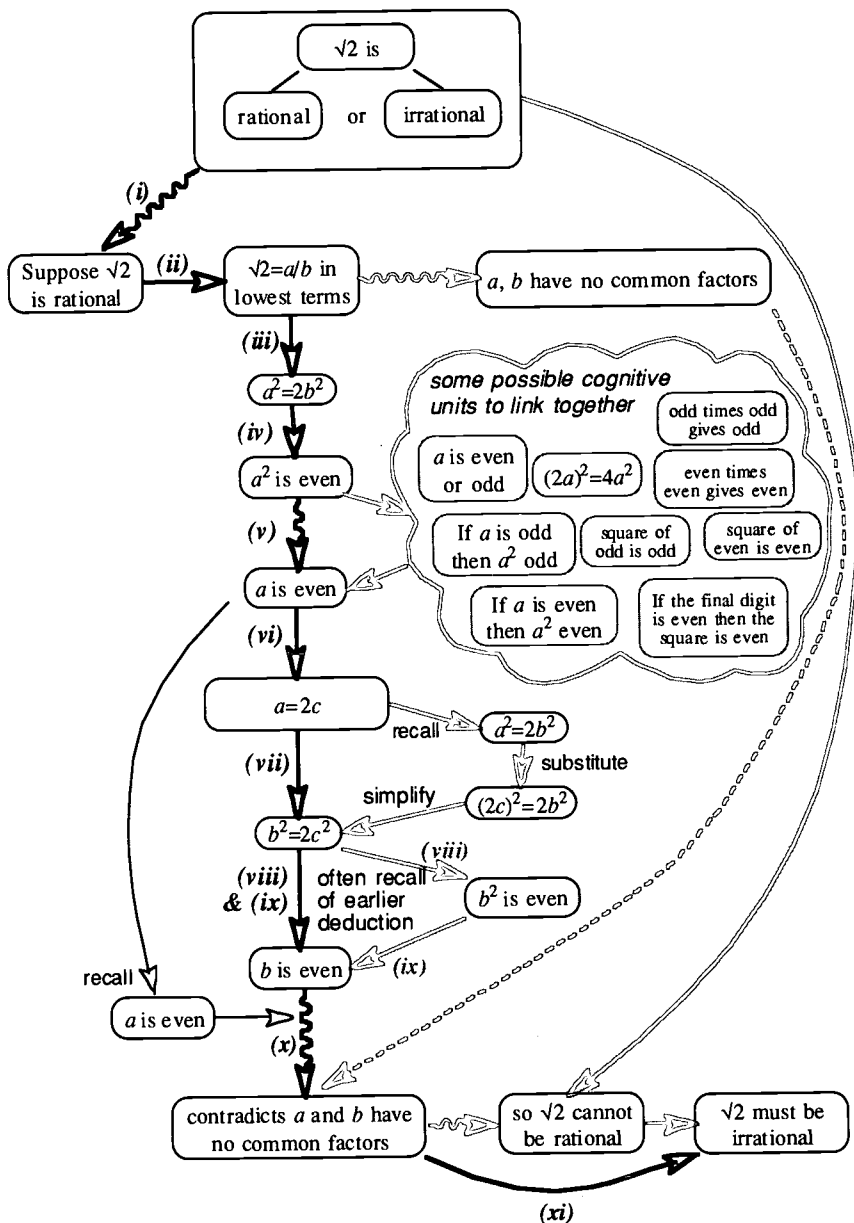 √2 is
rational or irrational
(i)
Suppose √2
is rational
(ii)
√2=a/b in
lowest terms
a, b have no common factors
(iii)
a²=2b²
(iv)
a² is even
(v)
a is even
some possible cognitive
units to link together
odd times odd
gives odd
a is even
or odd
(2a)²=4a²
even times
even gives even
If a is odd
then a² odd
square of
odd is odd
square of
even is even
If a is even
then a² even
If the final digit
is even then the
square is even
(vi)
a=2c
recall
a²=2b²
substitute
(2c)²=2b²
simplify
(vii)
b²=2c²
(viii)
& (ix)
often recall
of earlier
deduction
(viii)
b² is even
(ix)
b is even
recall
a is even
(x)
contradicts a and b have
no common factors
so √2 cannot
be rational
√2 must be
irrational
(xi)